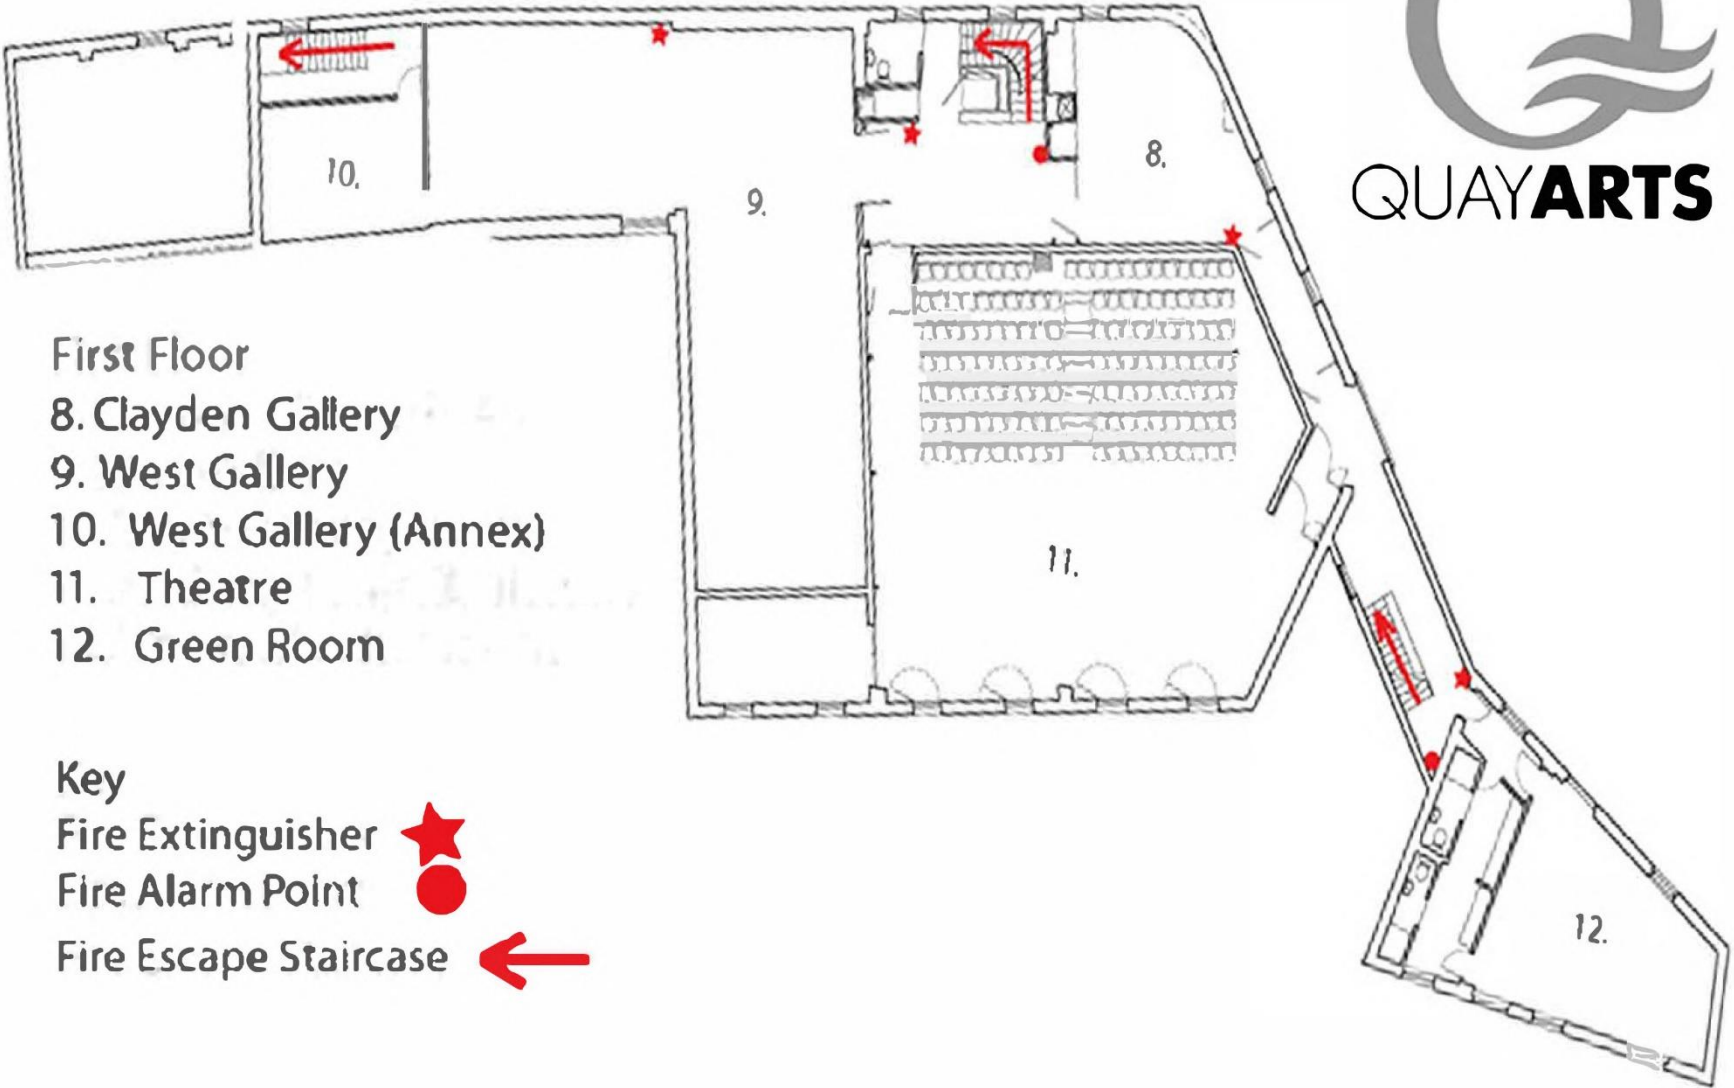 QUAYARTS
10.
9.
8.
11.
12.
First Floor
8. Clayden Gallery
9. West Gallery
10. West Gallery (Annex)
11. Theatre
12. Green Room
Key
Fire Extinguisher
Fire Alarm Point
Fire Escape Staircase